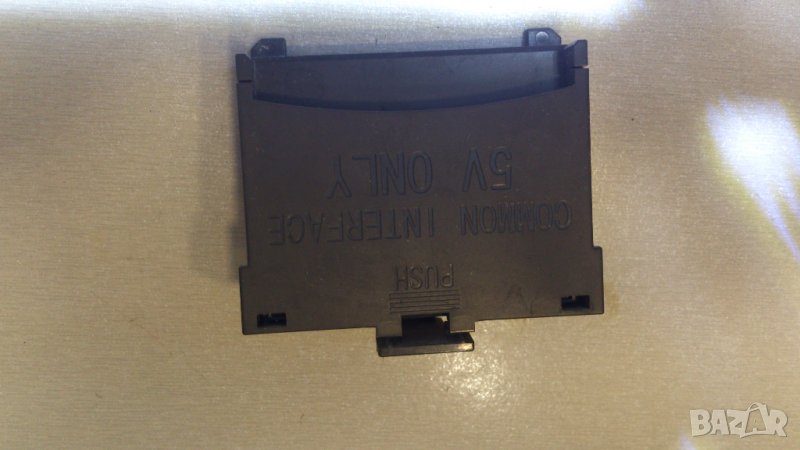 PUSH
COMMON INTERFACE
5V ONLY
BAZAR